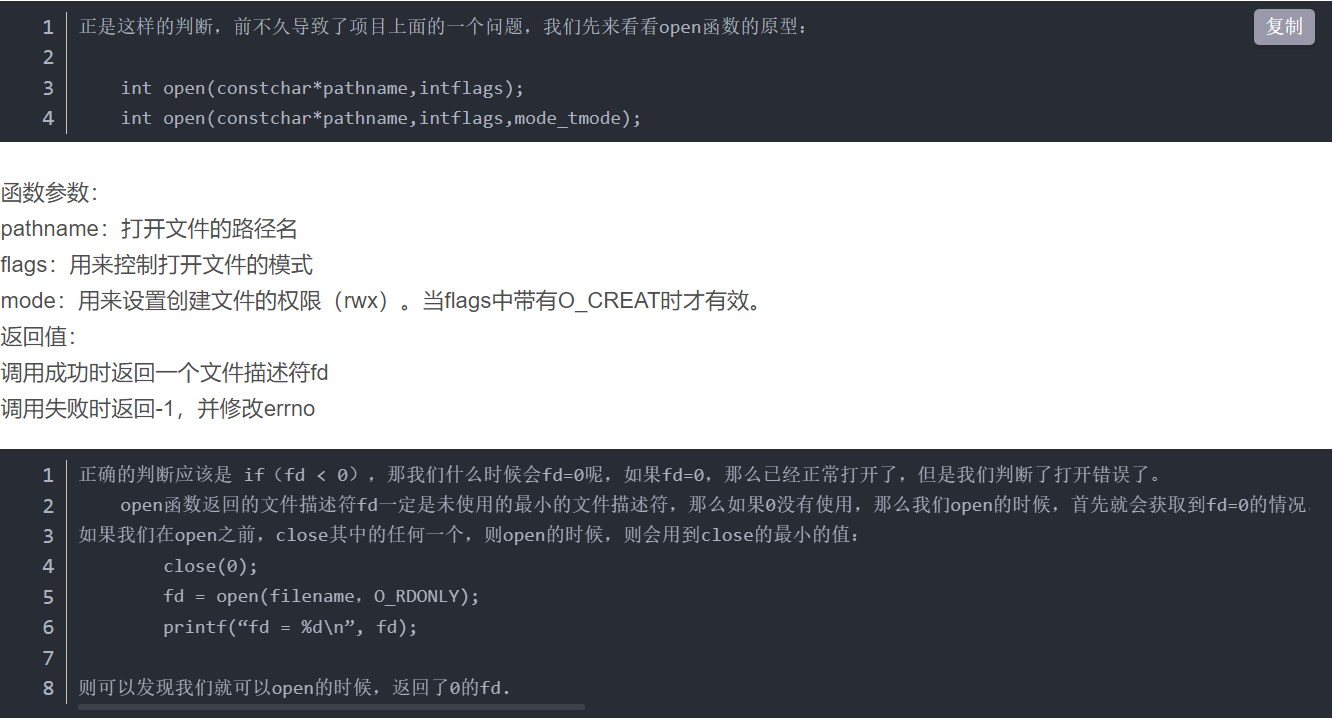 复制
1 正是这样的判断，前不久导致了项目上面的一个问题，我们先来看看open函数的原型：
2
3 int open(constchar*pathname,intflags);
4 int open(constchar*pathname,intflags,mode_tmode);
函数参数：
pathname：打开文件的路径名
flags：用来控制打开文件的模式
mode：用来设置创建文件的权限（rwx）。当flags中带有O_CREAT时才有效。
返回值：
调用成功时返回一个文件描述符fd
调用失败时返回-1，并修改errno
1 正确的判断应该是 if（fd < 0），那我们什么时候会fd=0呢，如果fd=0，那么已经正常打开了，但是我们判断了打开错误了。
2 open函数返回的文件描述符fd一定是未使用的最小的文件描述符，那么如果0没有使用，那么我们open的时候，首先就会获取到fd=0的情况
3 如果我们在open之前，close其中的任何一个，则open的时候，则会用到close的最小的值：
4 close(0);
5 fd = open(filename，O_RDONLY);
6 printf(“fd = %d\n”, fd);
7
8 则可以发现我们就可以open的时候，返回了0的fd.